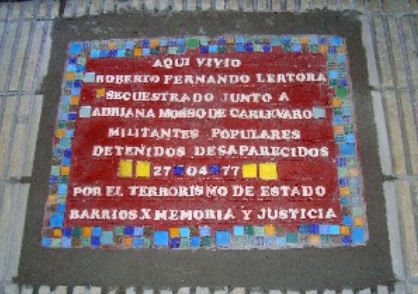 AQUI VIVIO
ROBERTO FERNANDO LERTORA
SECUESTRADO JUNTO A
ADRIANA MOSSO DE CARLEVARO
MILITANTES POPULARES
DETENIDOS DESAPARECIDOS
27 04 77
POR EL TERRORISMO DE ESTADO
BARRIOS X MEMORIA Y JUSTICIA